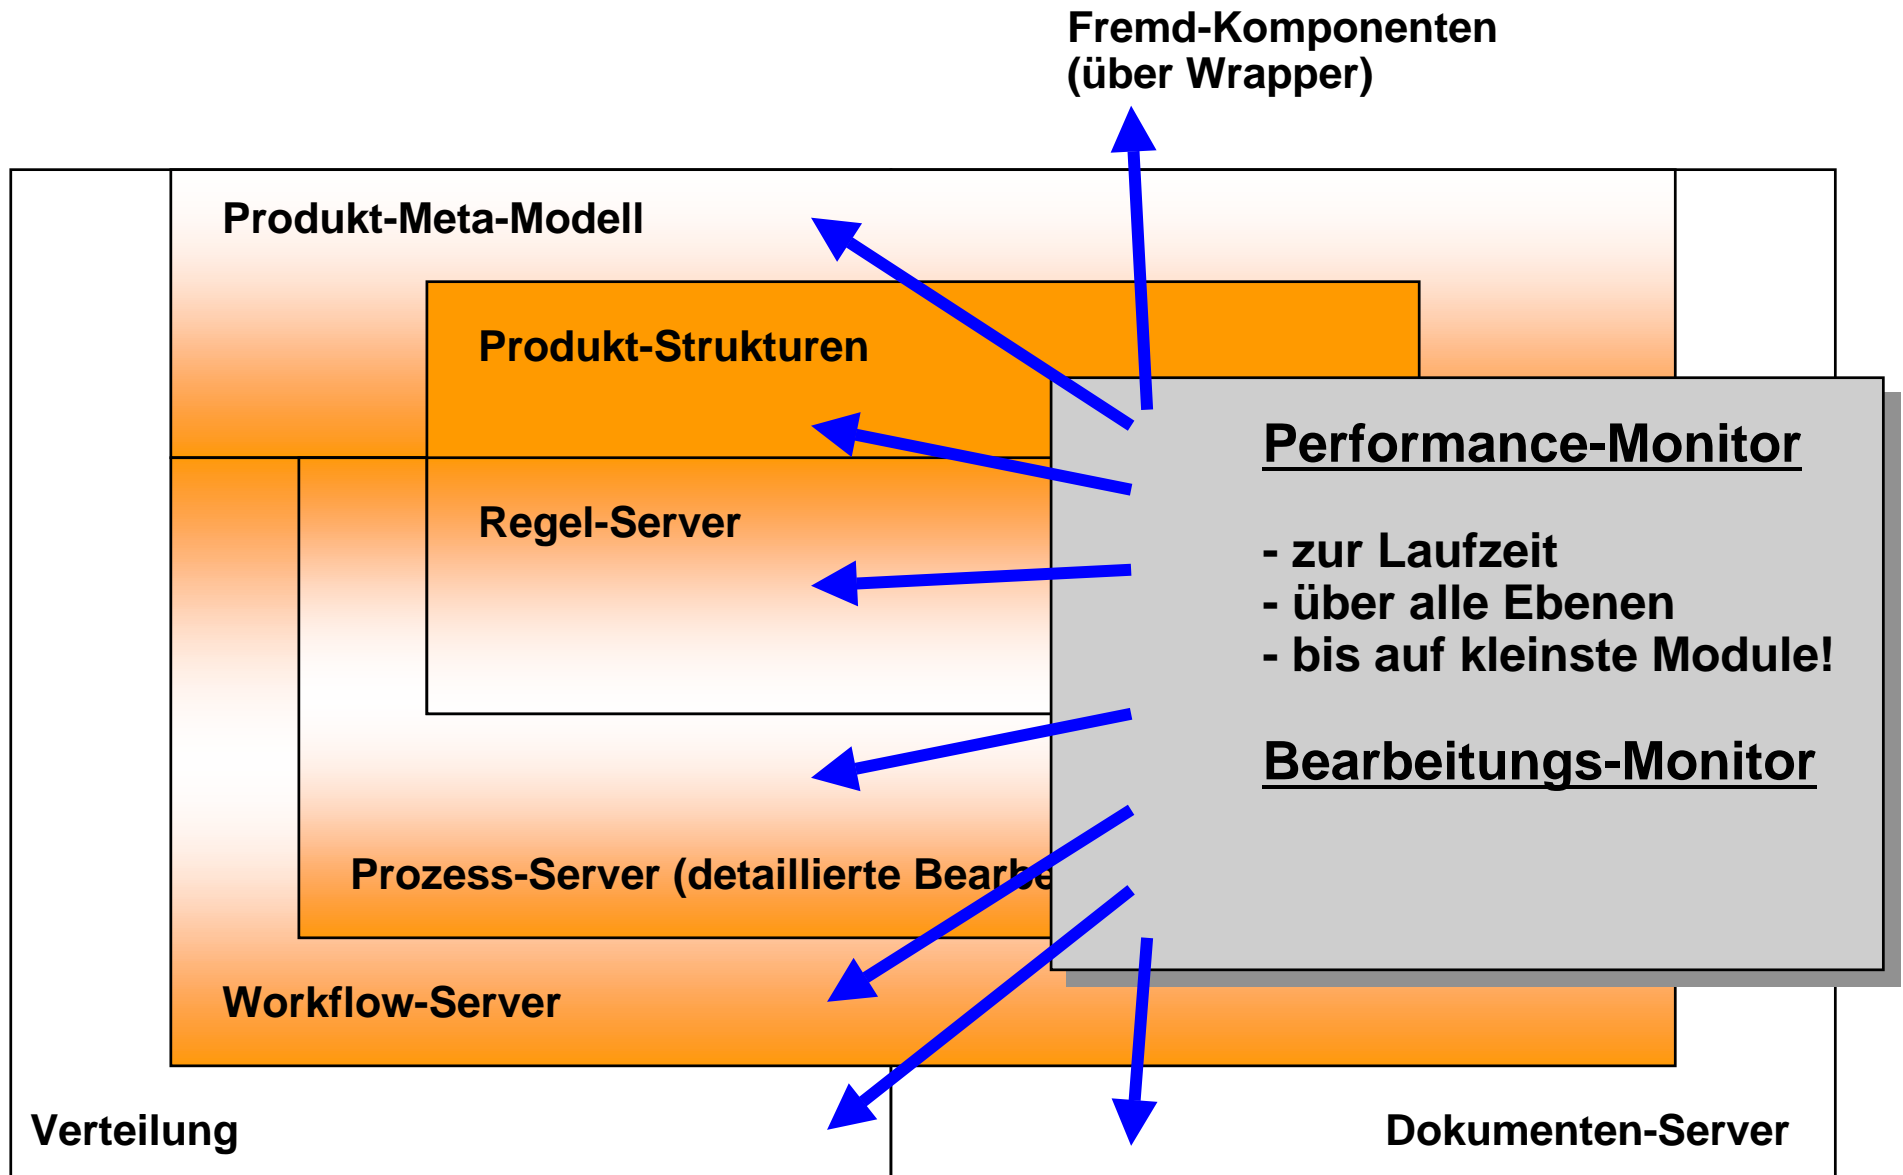 Fremd-Komponenten
(über Wrapper)
Produkt-Meta-Modell
Produkt-Strukturen
Performance-Monitor
Regel-Server
- zur Laufzeit
- über alle Ebenen
- bis auf kleinste Module!
Bearbeitungs-Monitor
Prozess-Server (detaillierte
Workflow-Server
Verteilung
Dokumenten-Server